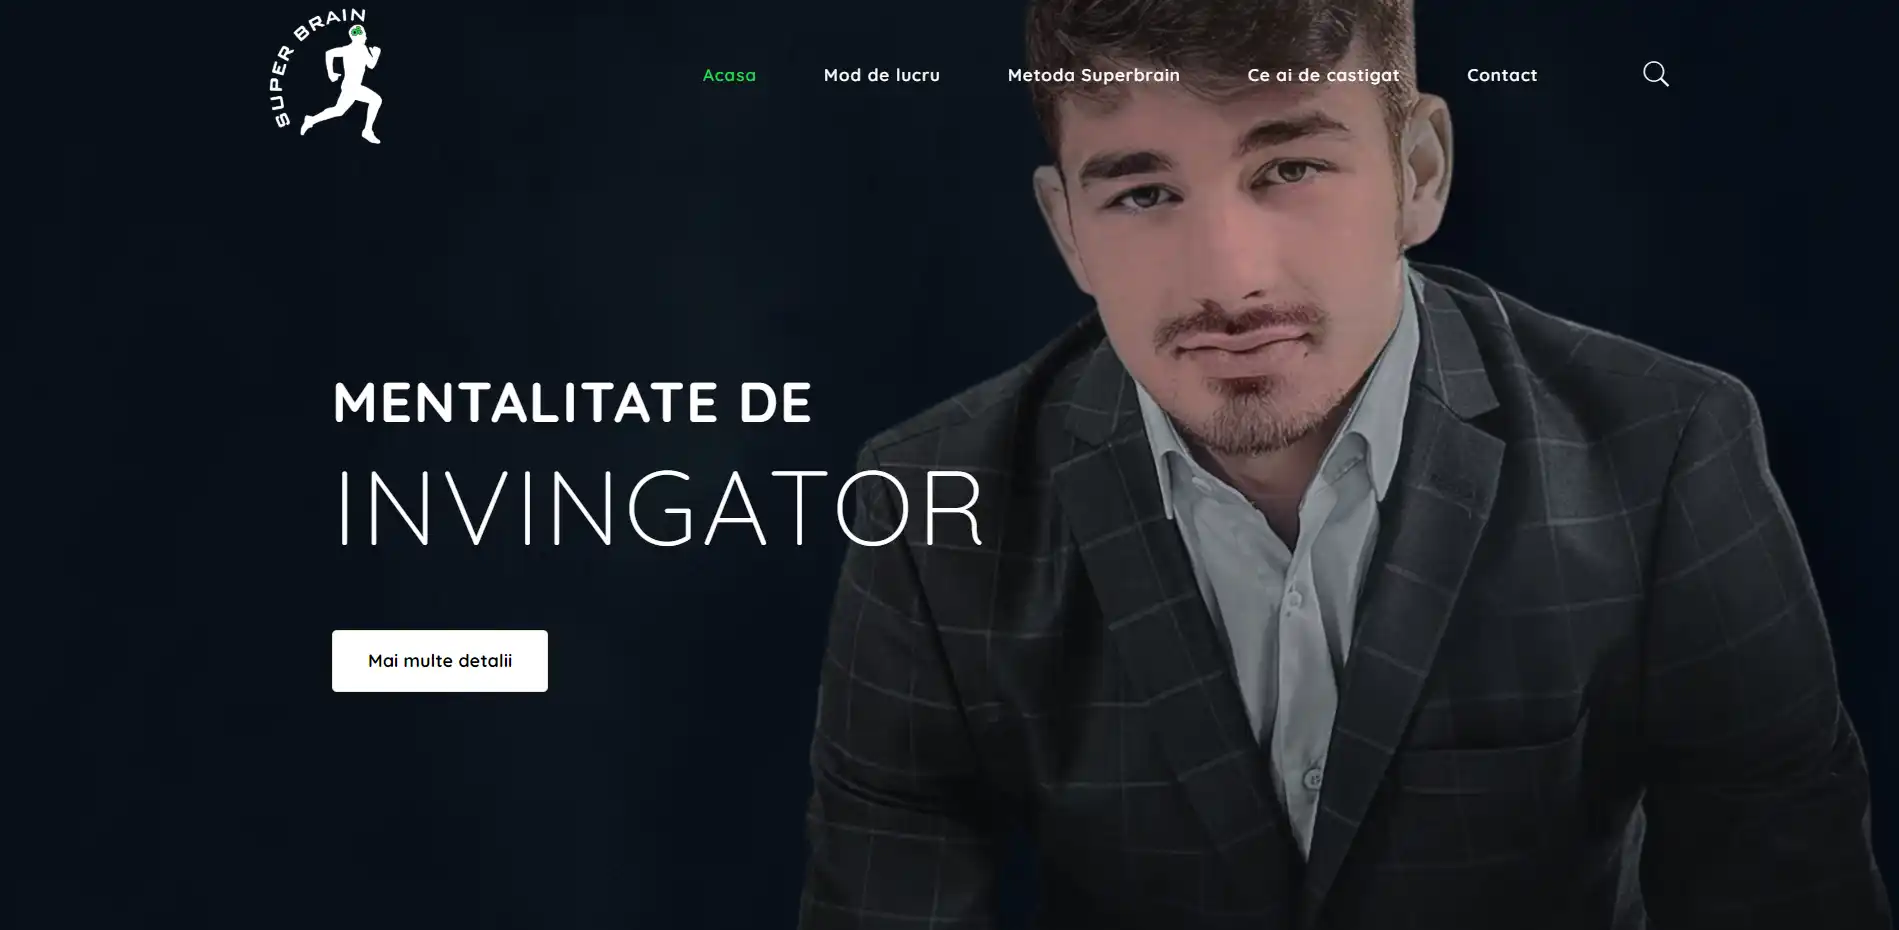 SUPER BRAIN
Acasa
Mod de lucru
Metoda Superbrain
Ce ai de castigat
Contact
MENTALITATE DE
INVINGATOR
Mai multe detalii